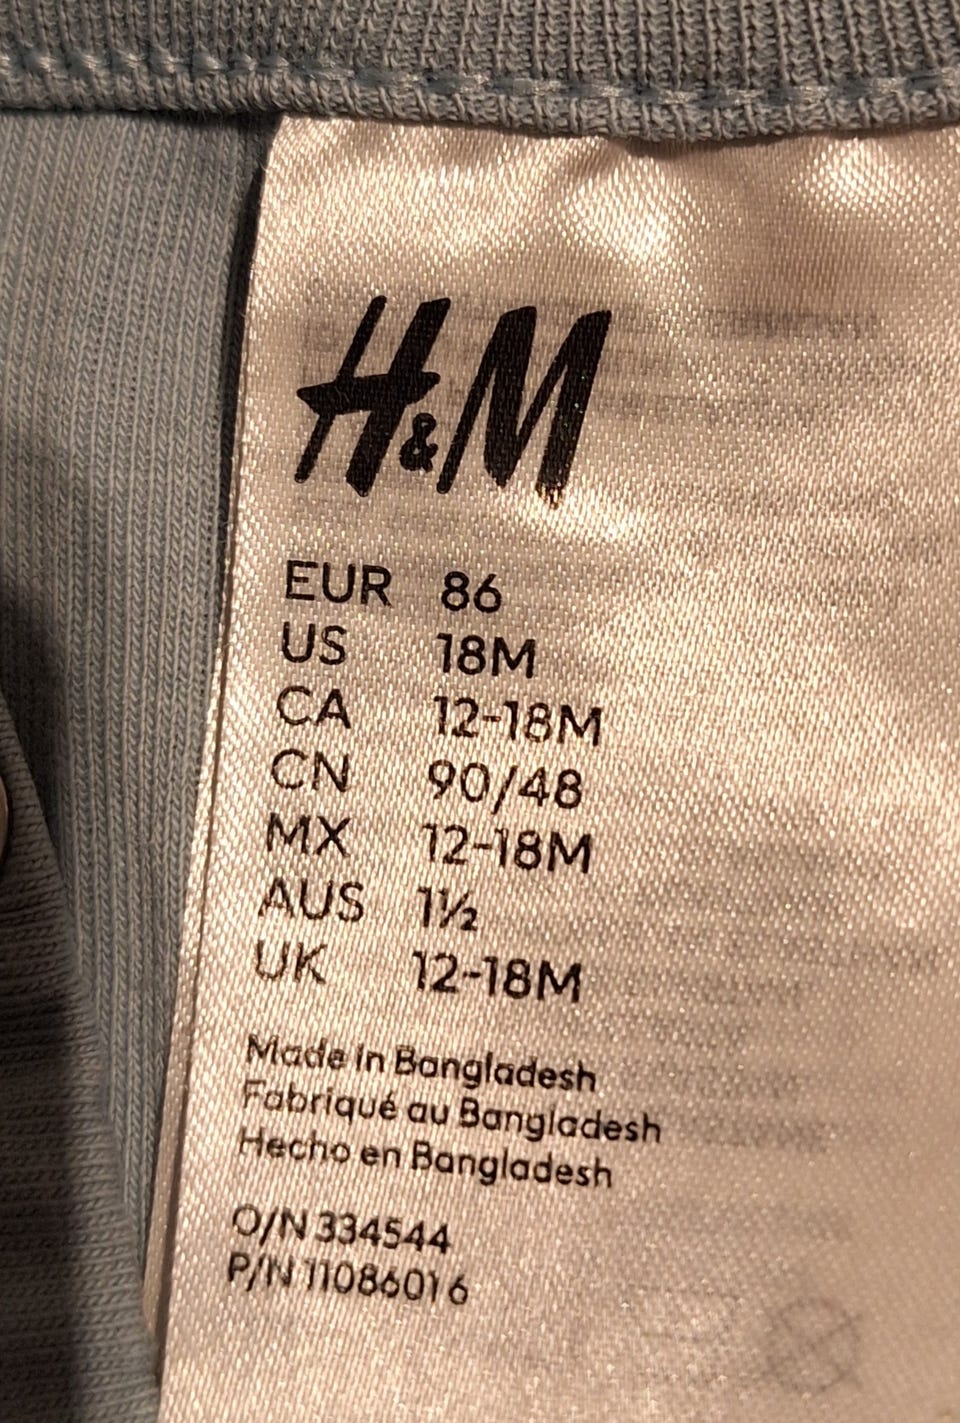 H&M
EUR 86
US 18M
CA 12-18M
CN 90/48
MX 12-18M
AUS 1½
UK 12-18M
Made in Bangladesh
Fabriqué au Bangladesh
Hecho en Bangladesh
O/N 334544
P/N 11086016